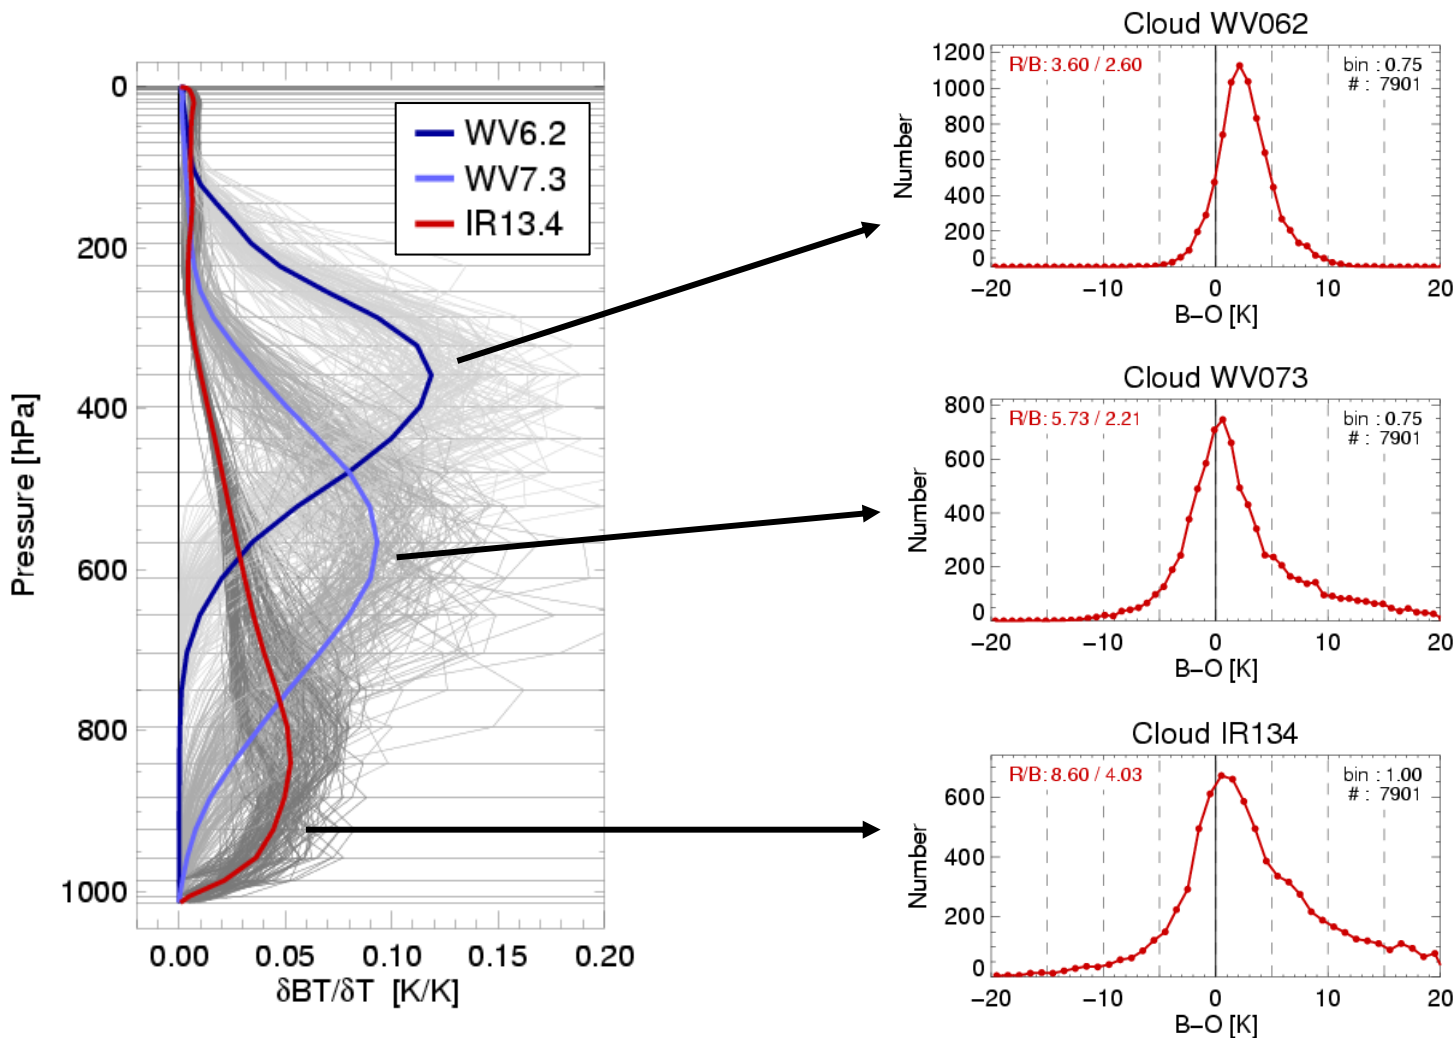 0
200
400
600
800
1000
Pressure [hPa]
0.00 0.05 0.10 0.15 0.20
δBT/δT [K/K]
WV6.2
WV7.3
IR13.4
Cloud WV062
R/B: 3.60 / 2.60
bin : 0.75
# : 7901
1200
1000
800
600
400
200
0
Number
−20 −10 0 10 20
B−O [K]
Cloud WV073
R/B: 5.73 / 2.21
bin : 0.75
# : 7901
800
600
400
200
0
Number
−20 −10 0 10 20
B−O [K]
Cloud IR134
R/B: 8.60 / 4.03
bin : 1.00
# : 7901
600
400
200
0
Number
−20 −10 0 10 20
B−O [K]